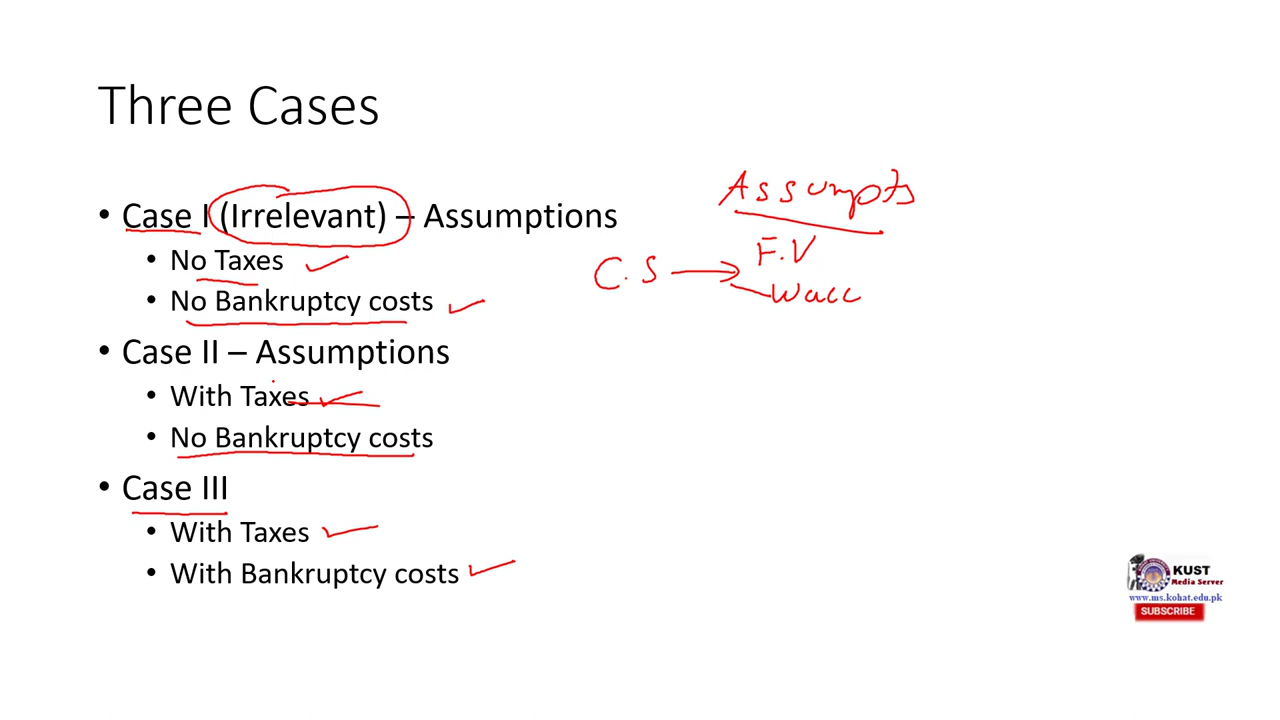 Three Cases
• Case I (Irrelevant) – Assumptions
• No Taxes
• No Bankruptcy costs
• Case II – Assumptions
• With Taxes
• No Bankruptcy costs
• Case III
• With Taxes
• With Bankruptcy costs
Assumpts
F.V
C.S
Wacc
KUST
Media Server
www.ms.kohat.edu.pk
SUBSCRIBE